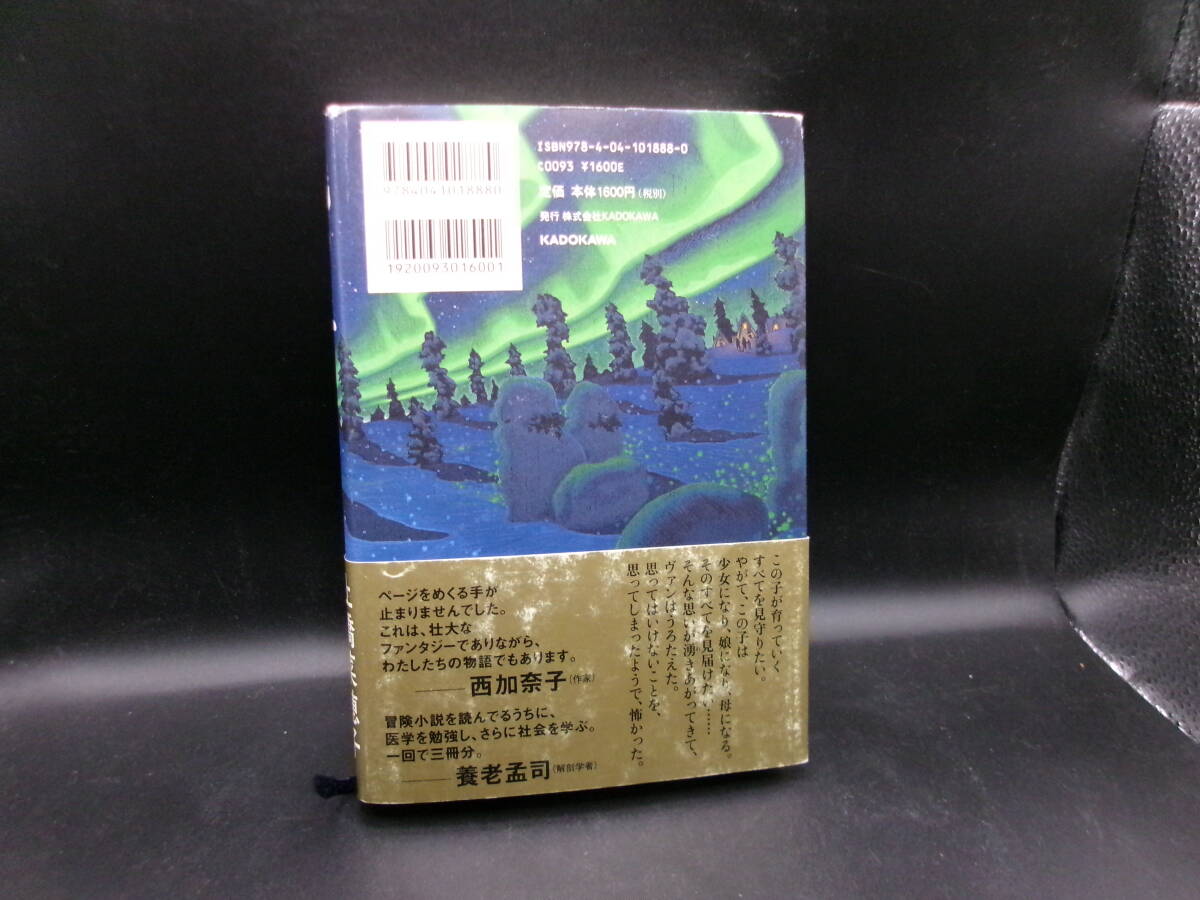 9784041018880
1920093016001
ISBN978-4-04-101888-0
C0093 ¥1600E
定価 本体1600円(税別)
発行 株式会社KADOKAWA
KADOKAWA
この子が育っていく
すべてを見守りたい。
やがて、この子は
少女になり、娘になり、母になる。
そのすべてを見届けたい……
そんな思いが湧きあがってきて、
ヴァンはうろたえた。
思ってはいけないことを、
思ってしまったようで、怖かった。
ページをめくる手が
止まりませんでした。
これは、壮大な
ファンタジーでありながら、
わたしたちの物語でもあります。
西加奈子(作家)
冒険小説を読んでるうちに、
医学を勉強し、さらに社会を学ぶ。
一回で三冊分。
養老孟司(解剖学者)